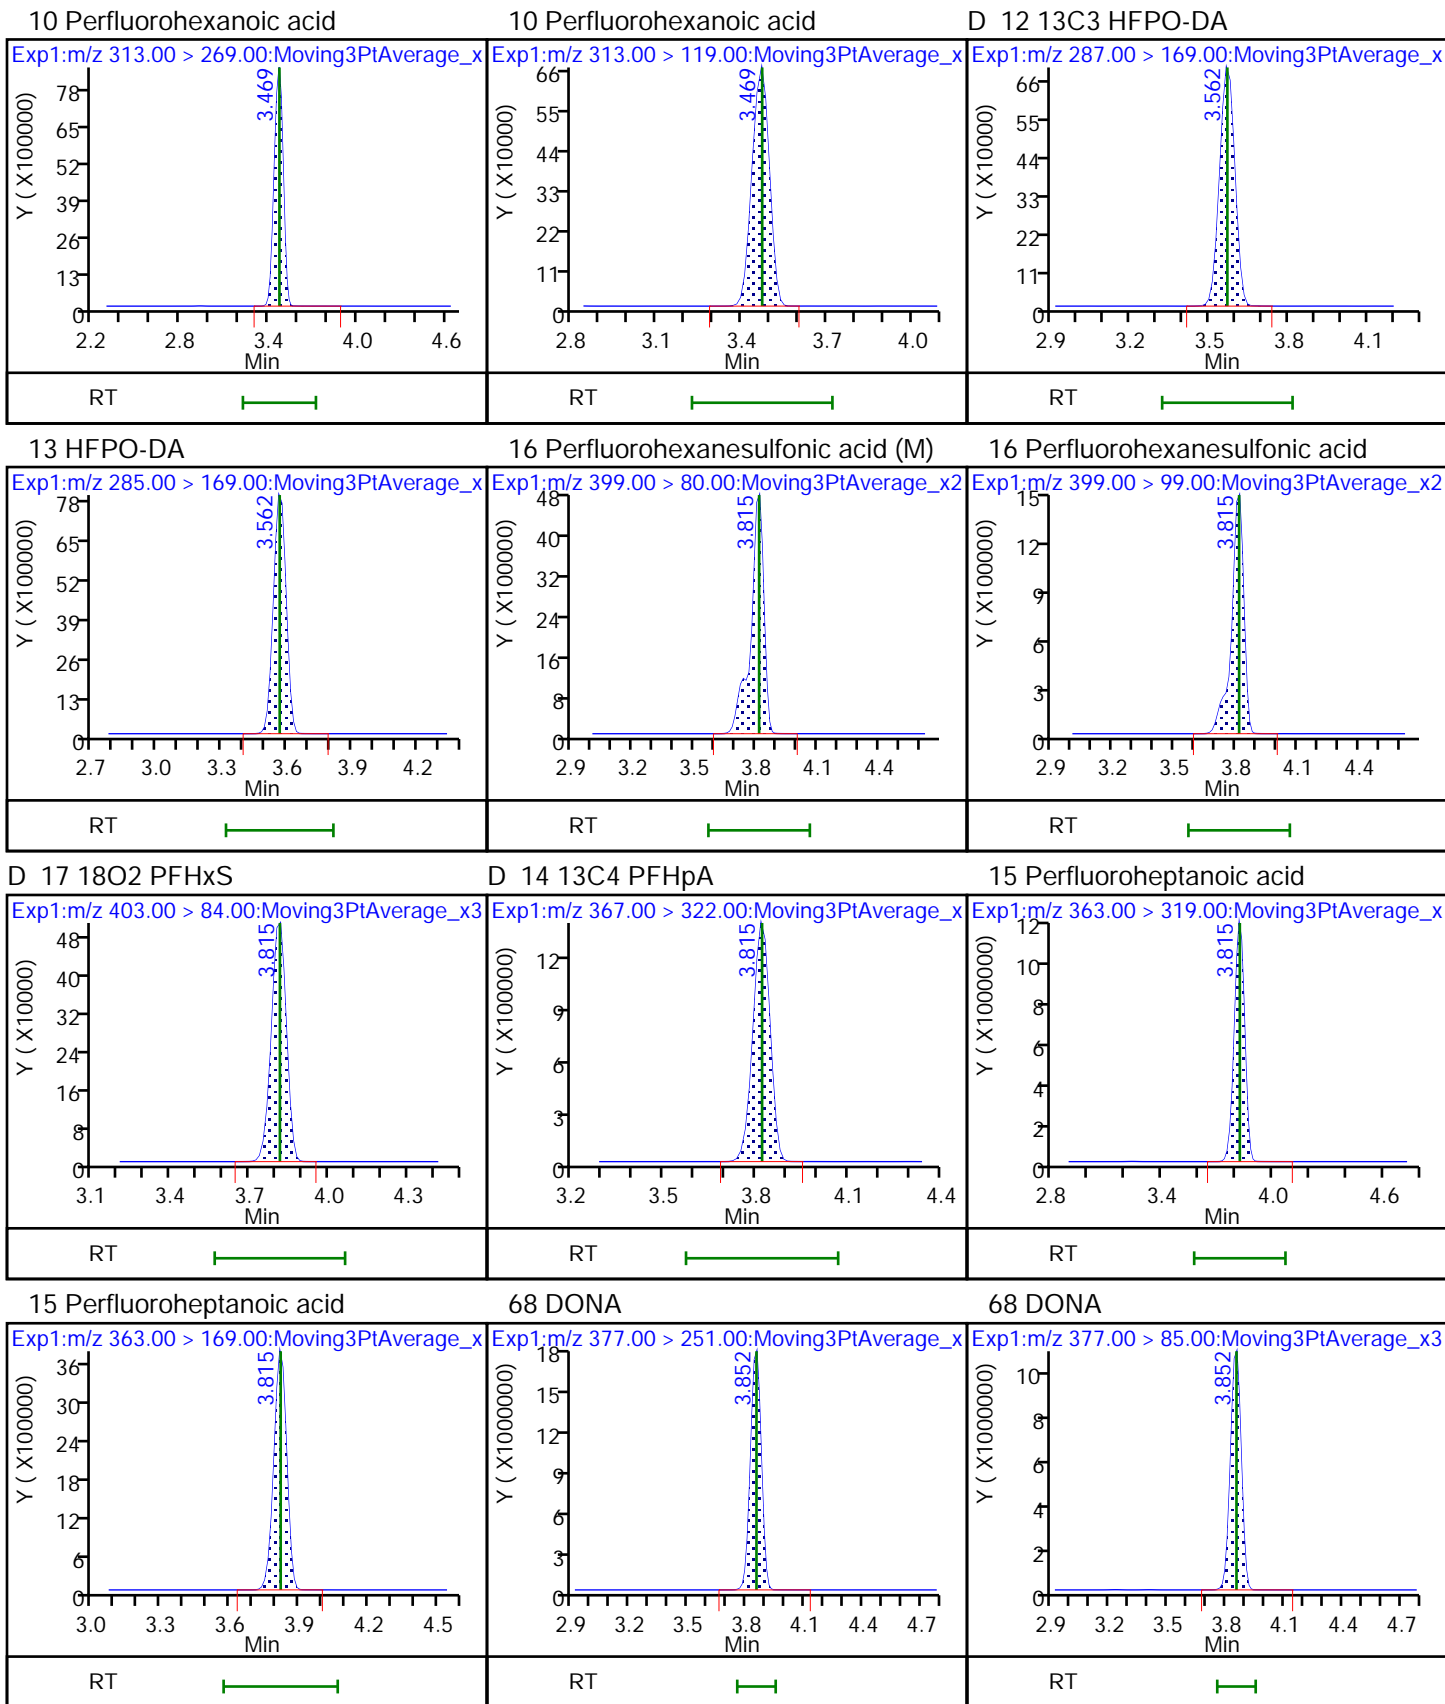 10 Perfluorohexanoic acid
Exp1:m/z 313.00 > 269.00:Moving3PtAverage_x
Y ( X100000)
78
65
52
39
26
13
0
3.469
2.2 2.8 3.4 4.0 4.6
Min
RT
10 Perfluorohexanoic acid
Exp1:m/z 313.00 > 119.00:Moving3PtAverage_x
Y ( X10000)
66
55
44
33
22
11
0
3.469
2.8 3.1 3.4 3.7 4.0
Min
RT
D 12 13C3 HFPO-DA
Exp1:m/z 287.00 > 169.00:Moving3PtAverage_x
Y ( X10000)
66
55
44
33
22
11
0
3.562
2.9 3.2 3.5 3.8 4.1
Min
RT
13 HFPO-DA
Exp1:m/z 285.00 > 169.00:Moving3PtAverage_x
Y ( X100000)
78
65
52
39
26
13
0
3.562
2.7 3.0 3.3 3.6 3.9 4.2
Min
RT
16 Perfluorohexanesulfonic acid (M)
Exp1:m/z 399.00 > 80.00:Moving3PtAverage_x2
Y ( X100000)
48
40
32
24
16
8
0
3.815
2.9 3.2 3.5 3.8 4.1 4.4
Min
RT
16 Perfluorohexanesulfonic acid
Exp1:m/z 399.00 > 99.00:Moving3PtAverage_x2
Y ( X100000)
15
12
9
6
3
0
3.815
2.9 3.2 3.5 3.8 4.1 4.4
Min
RT
D 17 18O2 PFHxS
Exp1:m/z 403.00 > 84.00:Moving3PtAverage_x3
Y ( X100000)
48
40
32
24
16
8
0
3.815
3.1 3.4 3.7 4.0 4.3
Min
RT
D 14 13C4 PFHpA
Exp1:m/z 367.00 > 322.00:Moving3PtAverage_x
Y ( X1000000)
12
9
6
3
0
3.815
3.2 3.5 3.8 4.1 4.4
Min
RT
15 Perfluoroheptanoic acid
Exp1:m/z 363.00 > 319.00:Moving3PtAverage_x
Y ( X1000000)
12
10
8
6
4
2
0
3.815
2.8 3.4 4.0 4.6
Min
RT
15 Perfluoroheptanoic acid
Exp1:m/z 363.00 > 169.00:Moving3PtAverage_x
Y ( X100000)
36
30
24
18
12
6
0
3.815
3.0 3.3 3.6 3.9 4.2 4.5
Min
RT
68 DONA
Exp1:m/z 377.00 > 251.00:Moving3PtAverage_x
Y ( X1000000)
18
15
12
9
6
3
0
3.852
2.9 3.2 3.5 3.8 4.1 4.4 4.7
Min
RT
68 DONA
Exp1:m/z 377.00 > 85.00:Moving3PtAverage_x3
Y ( X1000000)
10
8
6
4
2
0
3.852
2.9 3.2 3.5 3.8 4.1 4.4 4.7
Min
RT